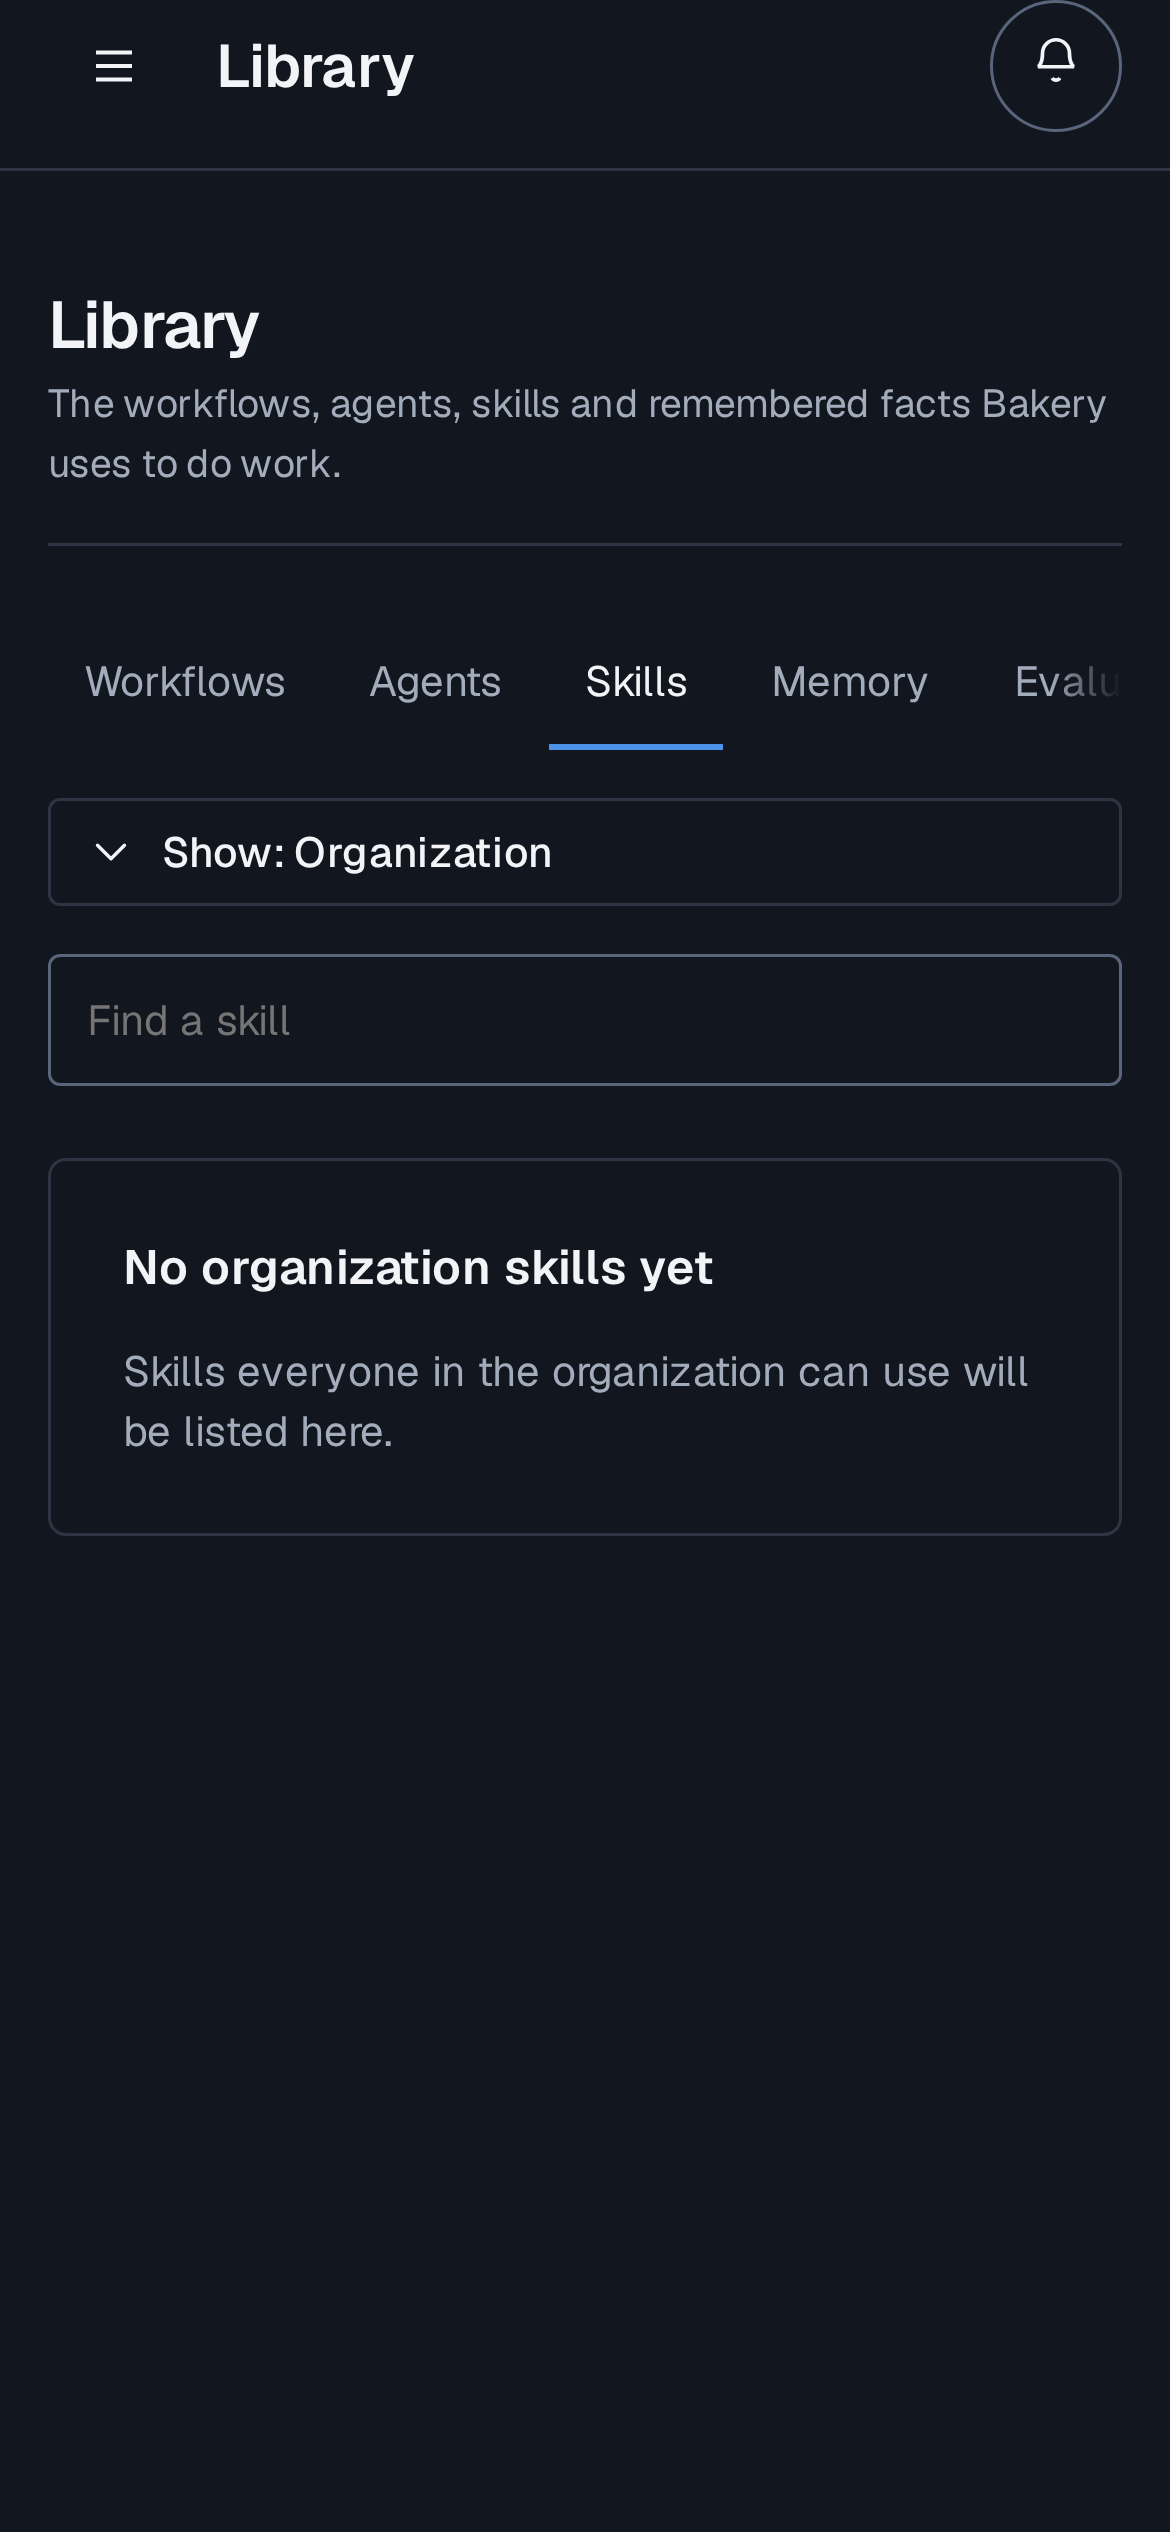 Library
Library
The workflows, agents, skills and remembered facts Bakery
uses to do work.
Workflows Agents Skills Memory Evalu
Show: Organization
Find a skill
No organization skills yet
Skills everyone in the organization can use will
be listed here.